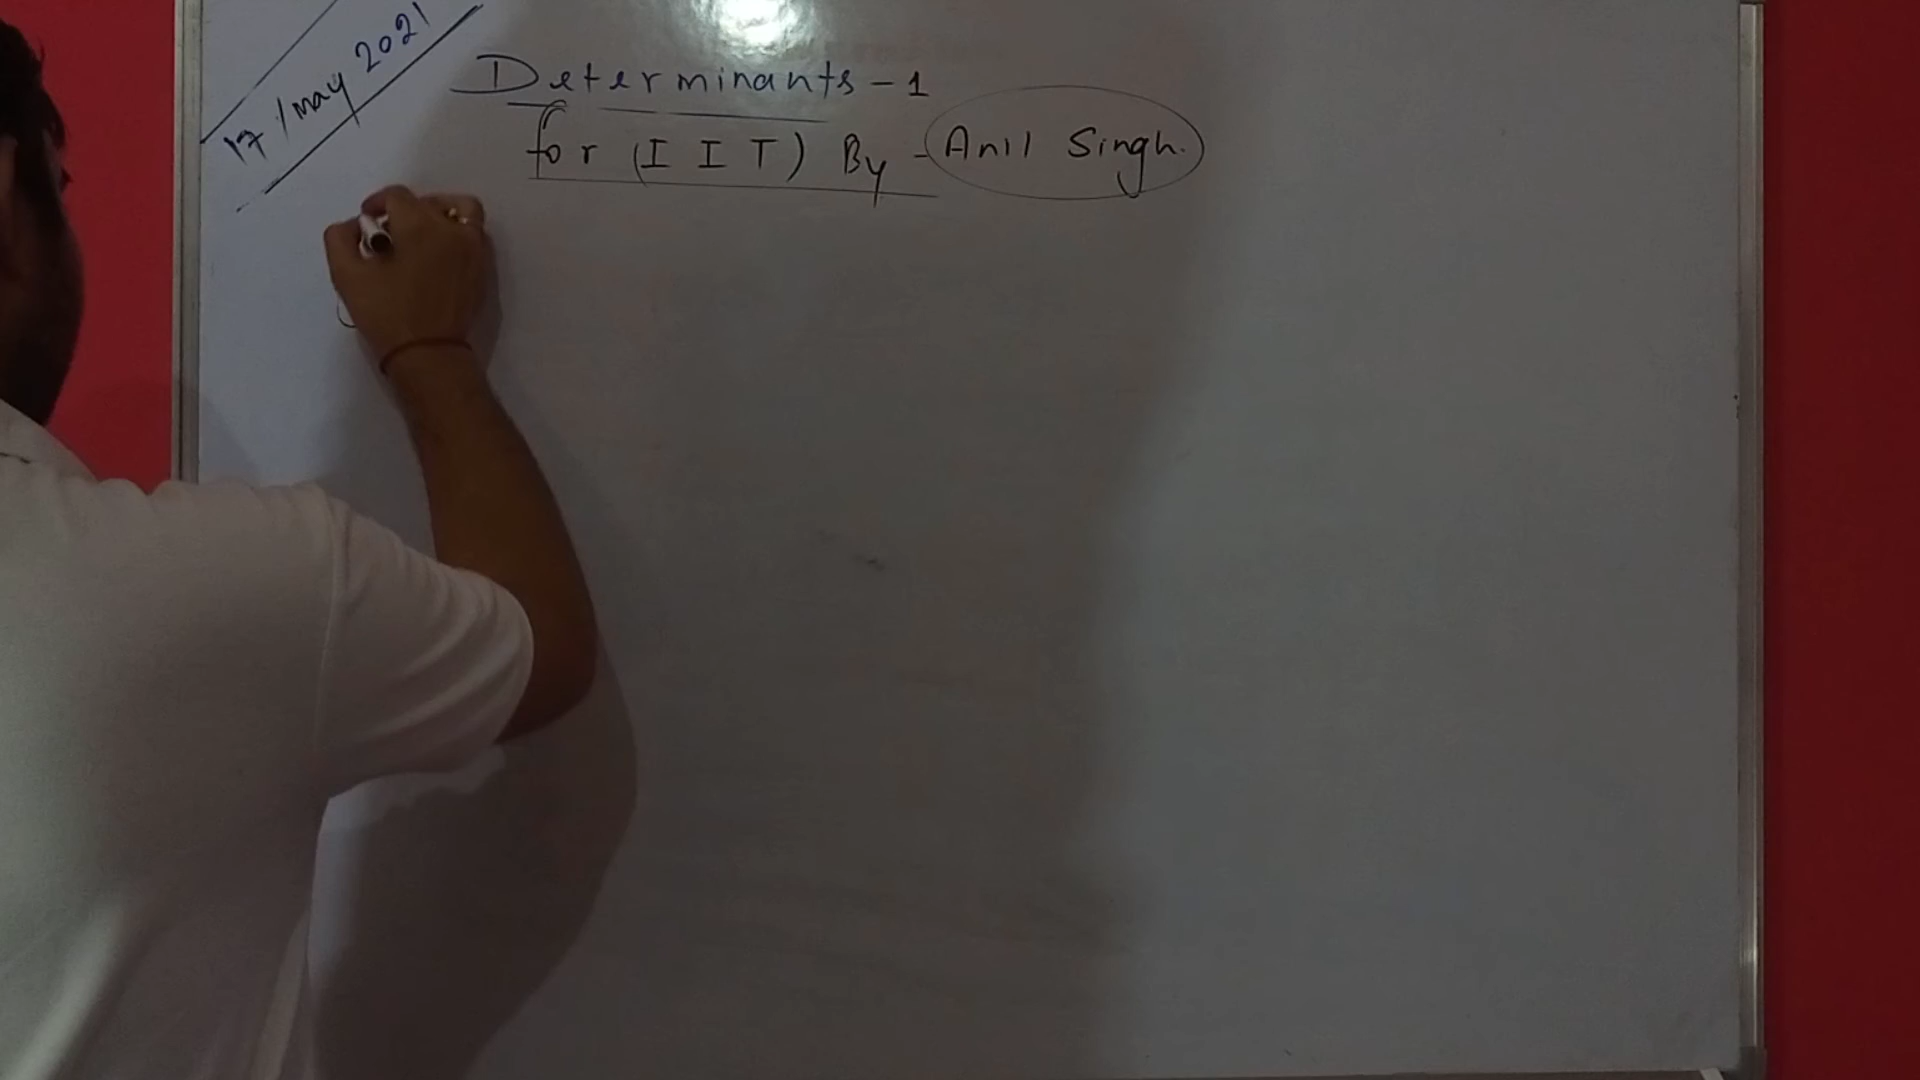 17/May 2021
Determinants-1
for (IIT) By - Anil Singh.